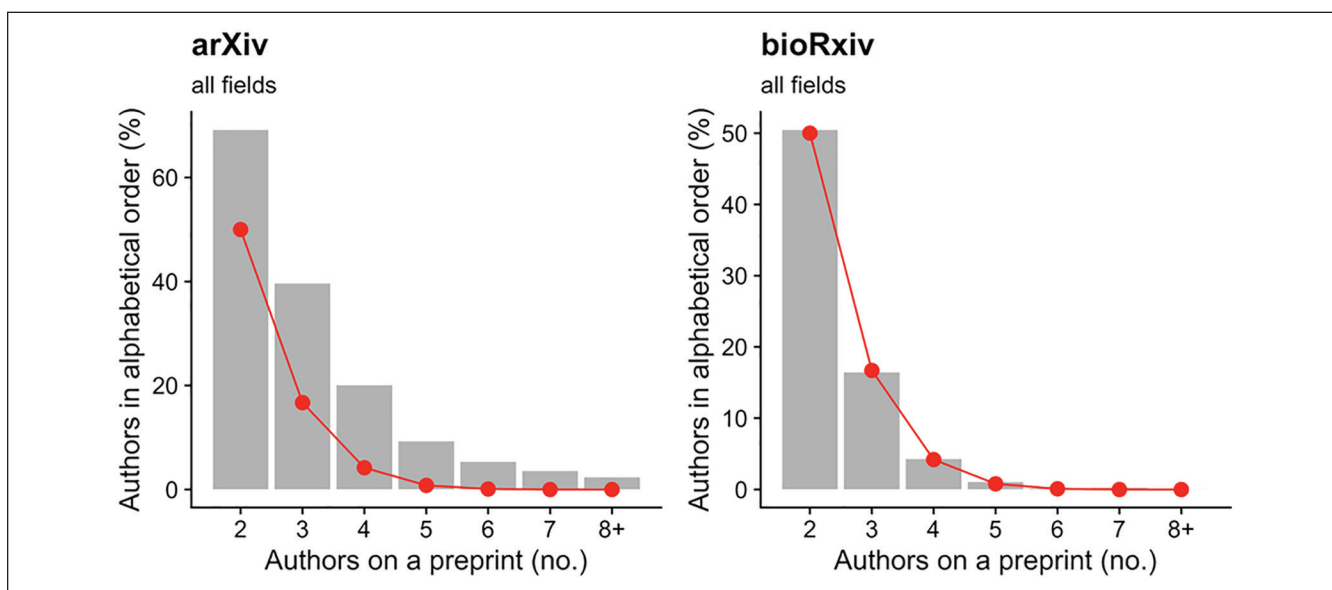 arXiv
all fields
Authors in alphabetical order (%)
60
40
20
0
2 3 4 5 6 7 8+
Authors on a preprint (no.)
bioRxiv
all fields
Authors in alphabetical order (%)
50
40
30
20
10
0
2 3 4 5 6 7 8+
Authors on a preprint (no.)